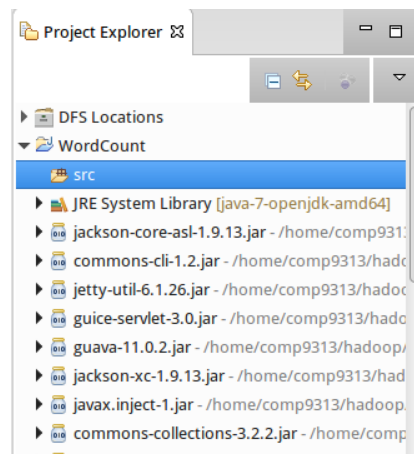 Project Explorer
DFS Locations
WordCount
src
JRE System Library [java-7-openjdk-amd64]
jackson-core-asl-1.9.13.jar - /home/comp931
commons-cli-1.2.jar - /home/comp9313/hado
jetty-util-6.1.26.jar - /home/comp9313/hadoo
guice-servlet-3.0.jar - /home/comp9313/hado
guava-11.0.2.jar - /home/comp9313/hadoop/
jackson-xc-1.9.13.jar - /home/comp9313/had
javax.inject-1.jar - /home/comp9313/hadoop
commons-collections-3.2.2.jar - /home/comp